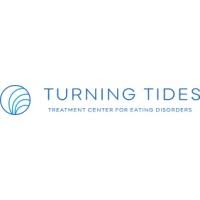 TURNING TIDES
TREATMENT CENTER FOR EATING DISORDERS